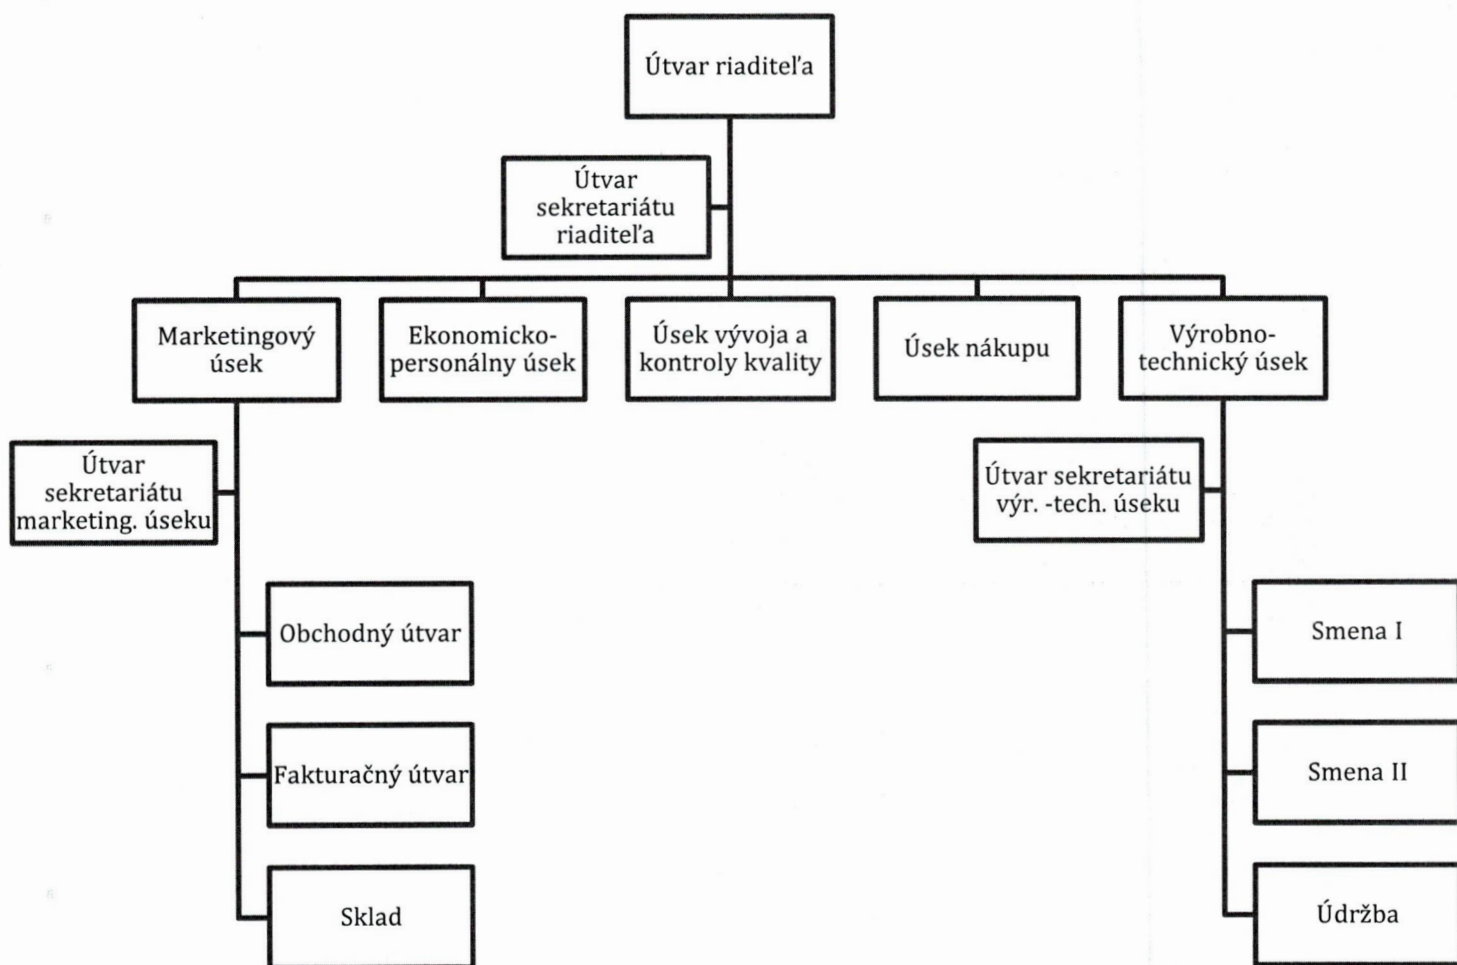 Útvar riaditeľa
Útvar
sekretariátu
riaditeľa
Marketingový
úsek
Ekonomicko-
personálny úsek
Úsek vývoja a
kontroly kvality
Úsek nákupu
Výrobno-
technický úsek
Útvar
sekretariátu
marketing. úseku
Útvar sekretariátu
výr. -tech. úseku
Obchodný útvar
Smena I
Fakturačný útvar
Smena II
Sklad
Údržba